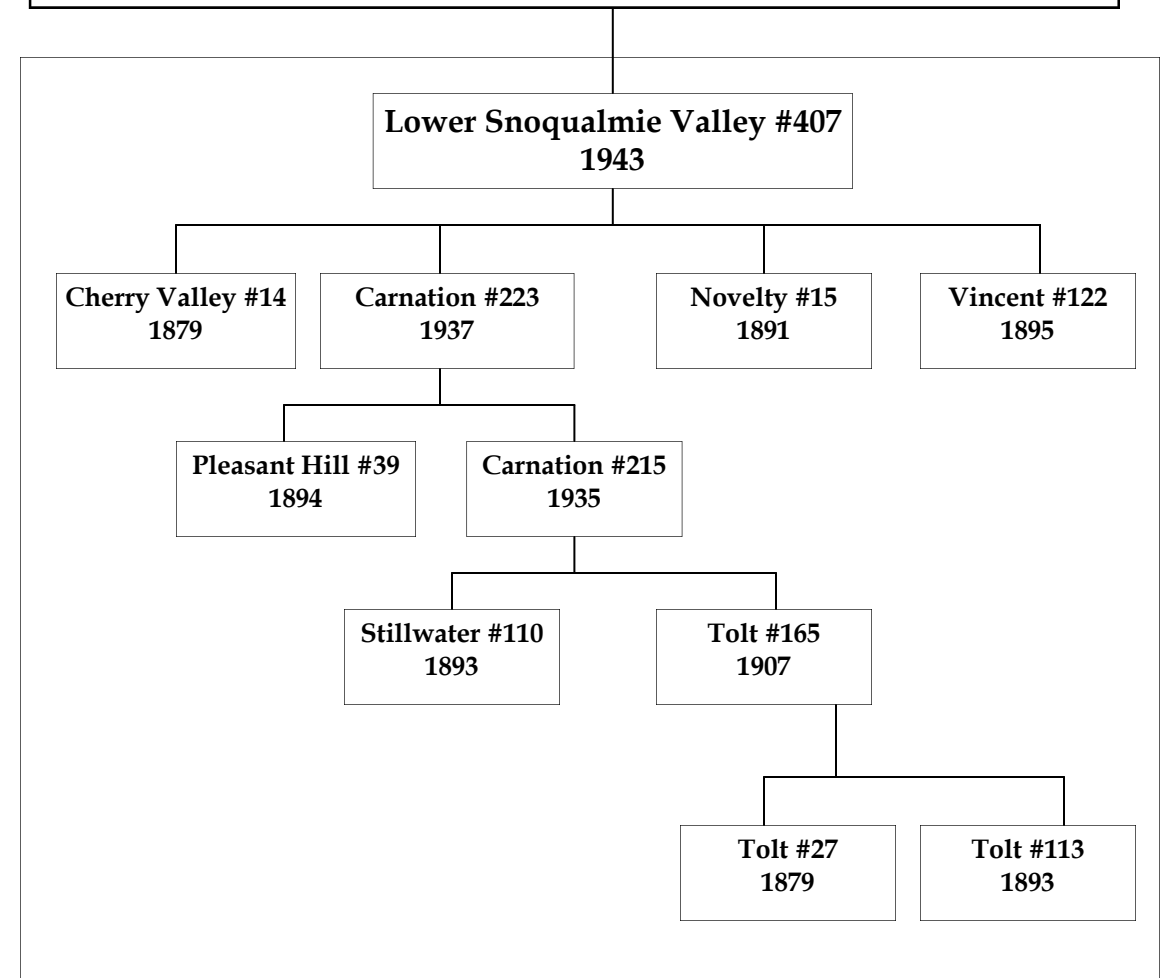 Lower Snoqualmie Valley #407
1943
Cherry Valley #14
1879
Carnation #223
1937
Novelty #15
1891
Vincent #122
1895
Pleasant Hill #39
1894
Carnation #215
1935
Stillwater #110
1893
Tolt #165
1907
Tolt #27
1879
Tolt #113
1893